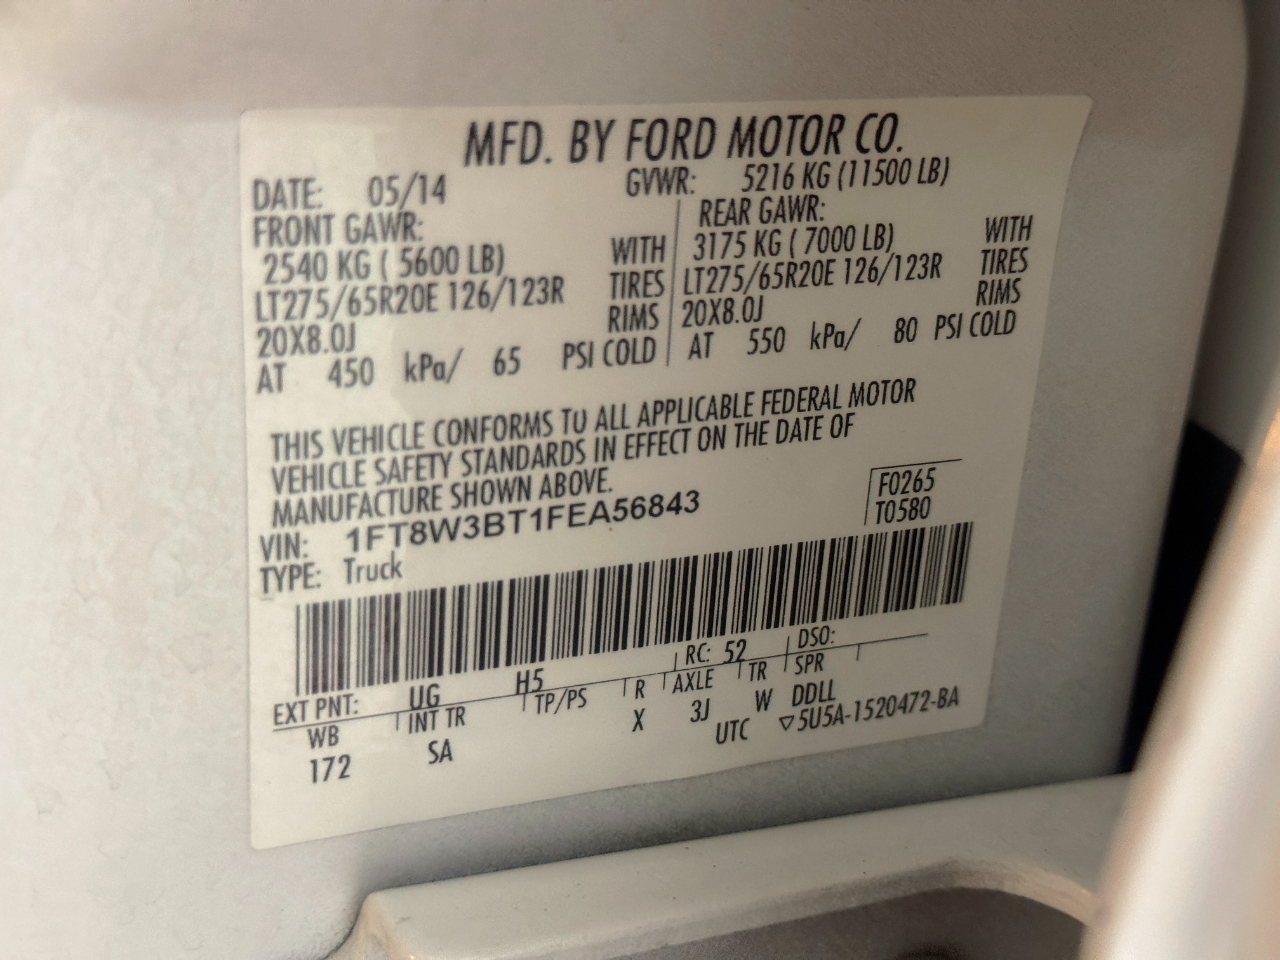 MFD. BY FORD MOTOR CO.
DATE: 05/14 GVWR: 5216 KG (11500 LB)
FRONT GAWR: REAR GAWR:
2540 KG ( 5600 LB) WITH 3175 KG ( 7000 LB) WITH
LT275/65R20E 126/123R TIRES LT275/65R20E 126/123R TIRES
20X8.0J RIMS 20X8.0J RIMS
AT 450 kPa/ 65 PSI COLD AT 550 kPa/ 80 PSI COLD
THIS VEHICLE CONFORMS TO ALL APPLICABLE FEDERAL MOTOR
VEHICLE SAFETY STANDARDS IN EFFECT ON THE DATE OF
MANUFACTURE SHOWN ABOVE.
VIN: 1FT8W3BT1FEA56843 F0265
TYPE: Truck T0580
EXT PNT: UG H5 RC: 52 DSO:
WB INT TR TP/PS R AXLE TR SPR
172 SA X 3J W DDLL
UTC ▽5U5A-1520472-BA